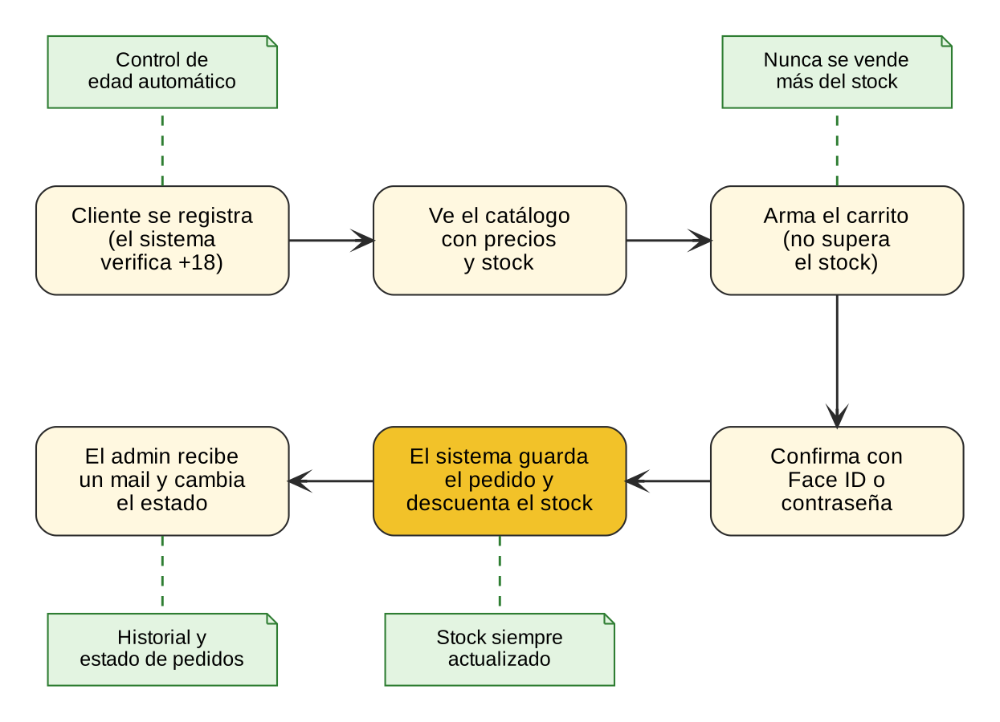 Control de
edad automático
Nunca se vende
más del stock
Cliente se registra
(el sistema
verifica +18)
Ve el catálogo
con precios
y stock
Arma el carrito
(no supera
el stock)
El admin recibe
un mail y cambia
el estado
El sistema guarda
el pedido y
descuenta el stock
Confirma con
Face ID o
contraseña
Historial y
estado de pedidos
Stock siempre
actualizado